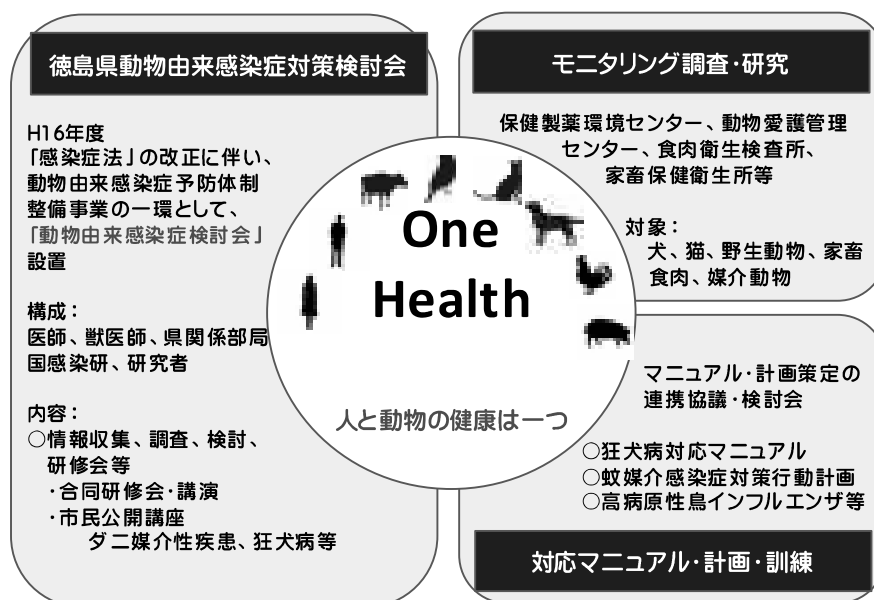 徳島県動物由来感染症対策検討会
H16年度
「感染症法」の改正に伴い、
動物由来感染症予防体制
整備事業の一環として、
「動物由来感染症検討会」
設置
構成：
医師、獣医師、県関係部局
国感染研、研究者
内容：
○情報収集、調査、検討、
研修会等
・合同研修会・講演
・市民公開講座
ダニ媒介性疾患、狂犬病等
One
Health
人と動物の健康は一つ
モニタリング調査・研究
保健製薬環境センター、動物愛護管理
センター、食肉衛生検査所、
家畜保健衛生所等
対象：
犬、猫、野生動物、家畜
食肉、媒介動物
マニュアル・計画策定の
連携協議・検討会
○狂犬病対応マニュアル
○蚊媒介感染症対策行動計画
○高病原性鳥インフルエンザ等
対応マニュアル・計画・訓練